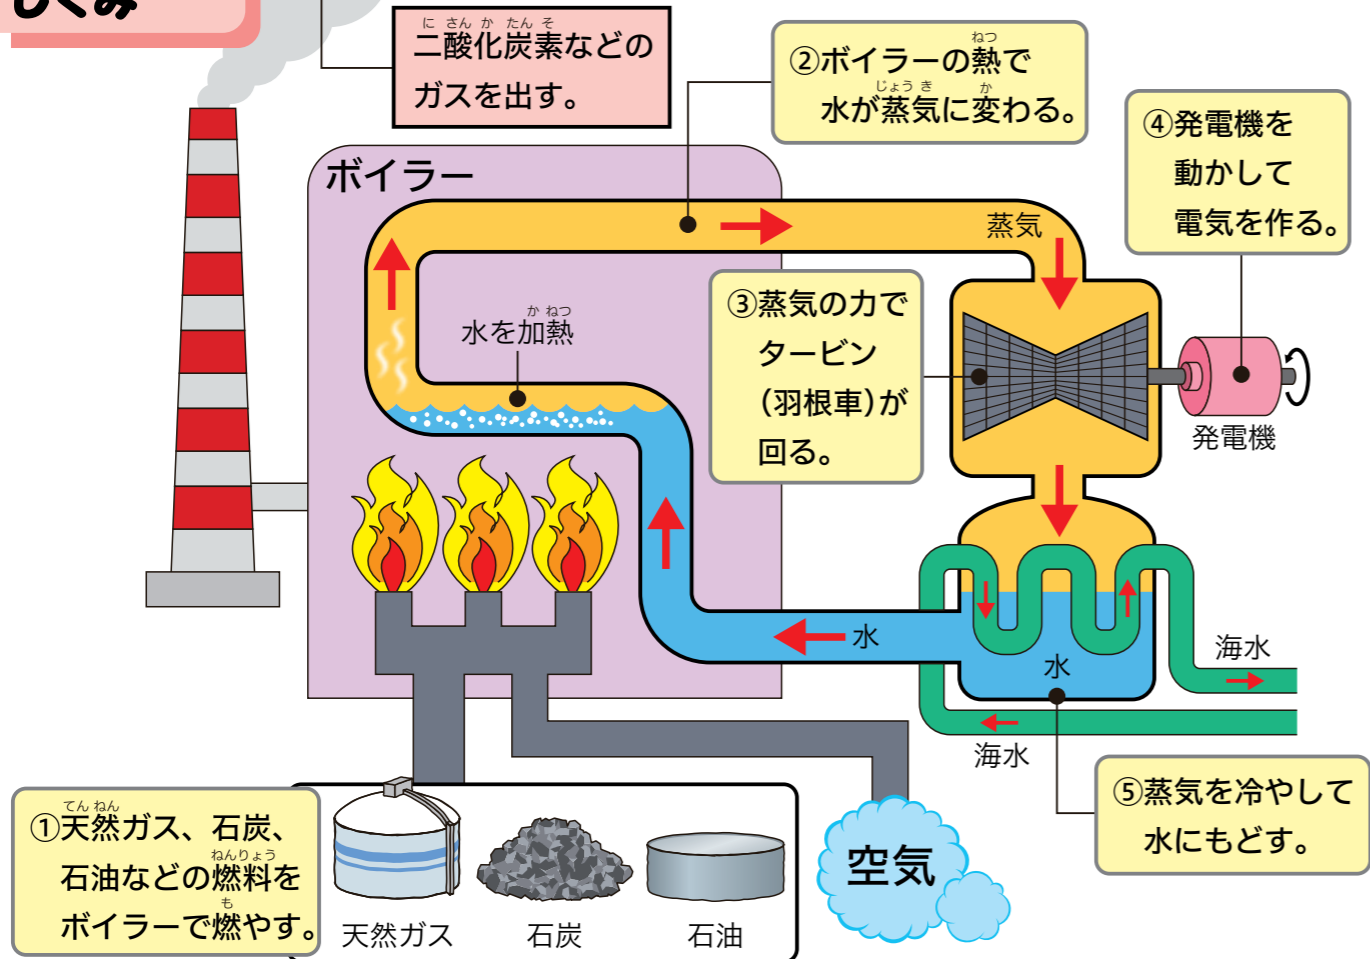 しくみ
二酸化炭素などの
ガスを出す。
②ボイラーの熱で
水が蒸気に変わる。
④発電機を
動かして
電気を作る。
ボイラー
蒸気
③蒸気の力で
タービン
（羽根車）が
回る。
水を加熱
発電機
水
水
海水
海水
⑤蒸気を冷やして
水にもどす。
①天然ガス、石炭、
石油などの燃料を
ボイラーで燃やす。
天然ガス
石炭
石油
空気
にさんかたんそ
ねつ
じょうき
か
かねつ
てんねん
ねんりょう
も